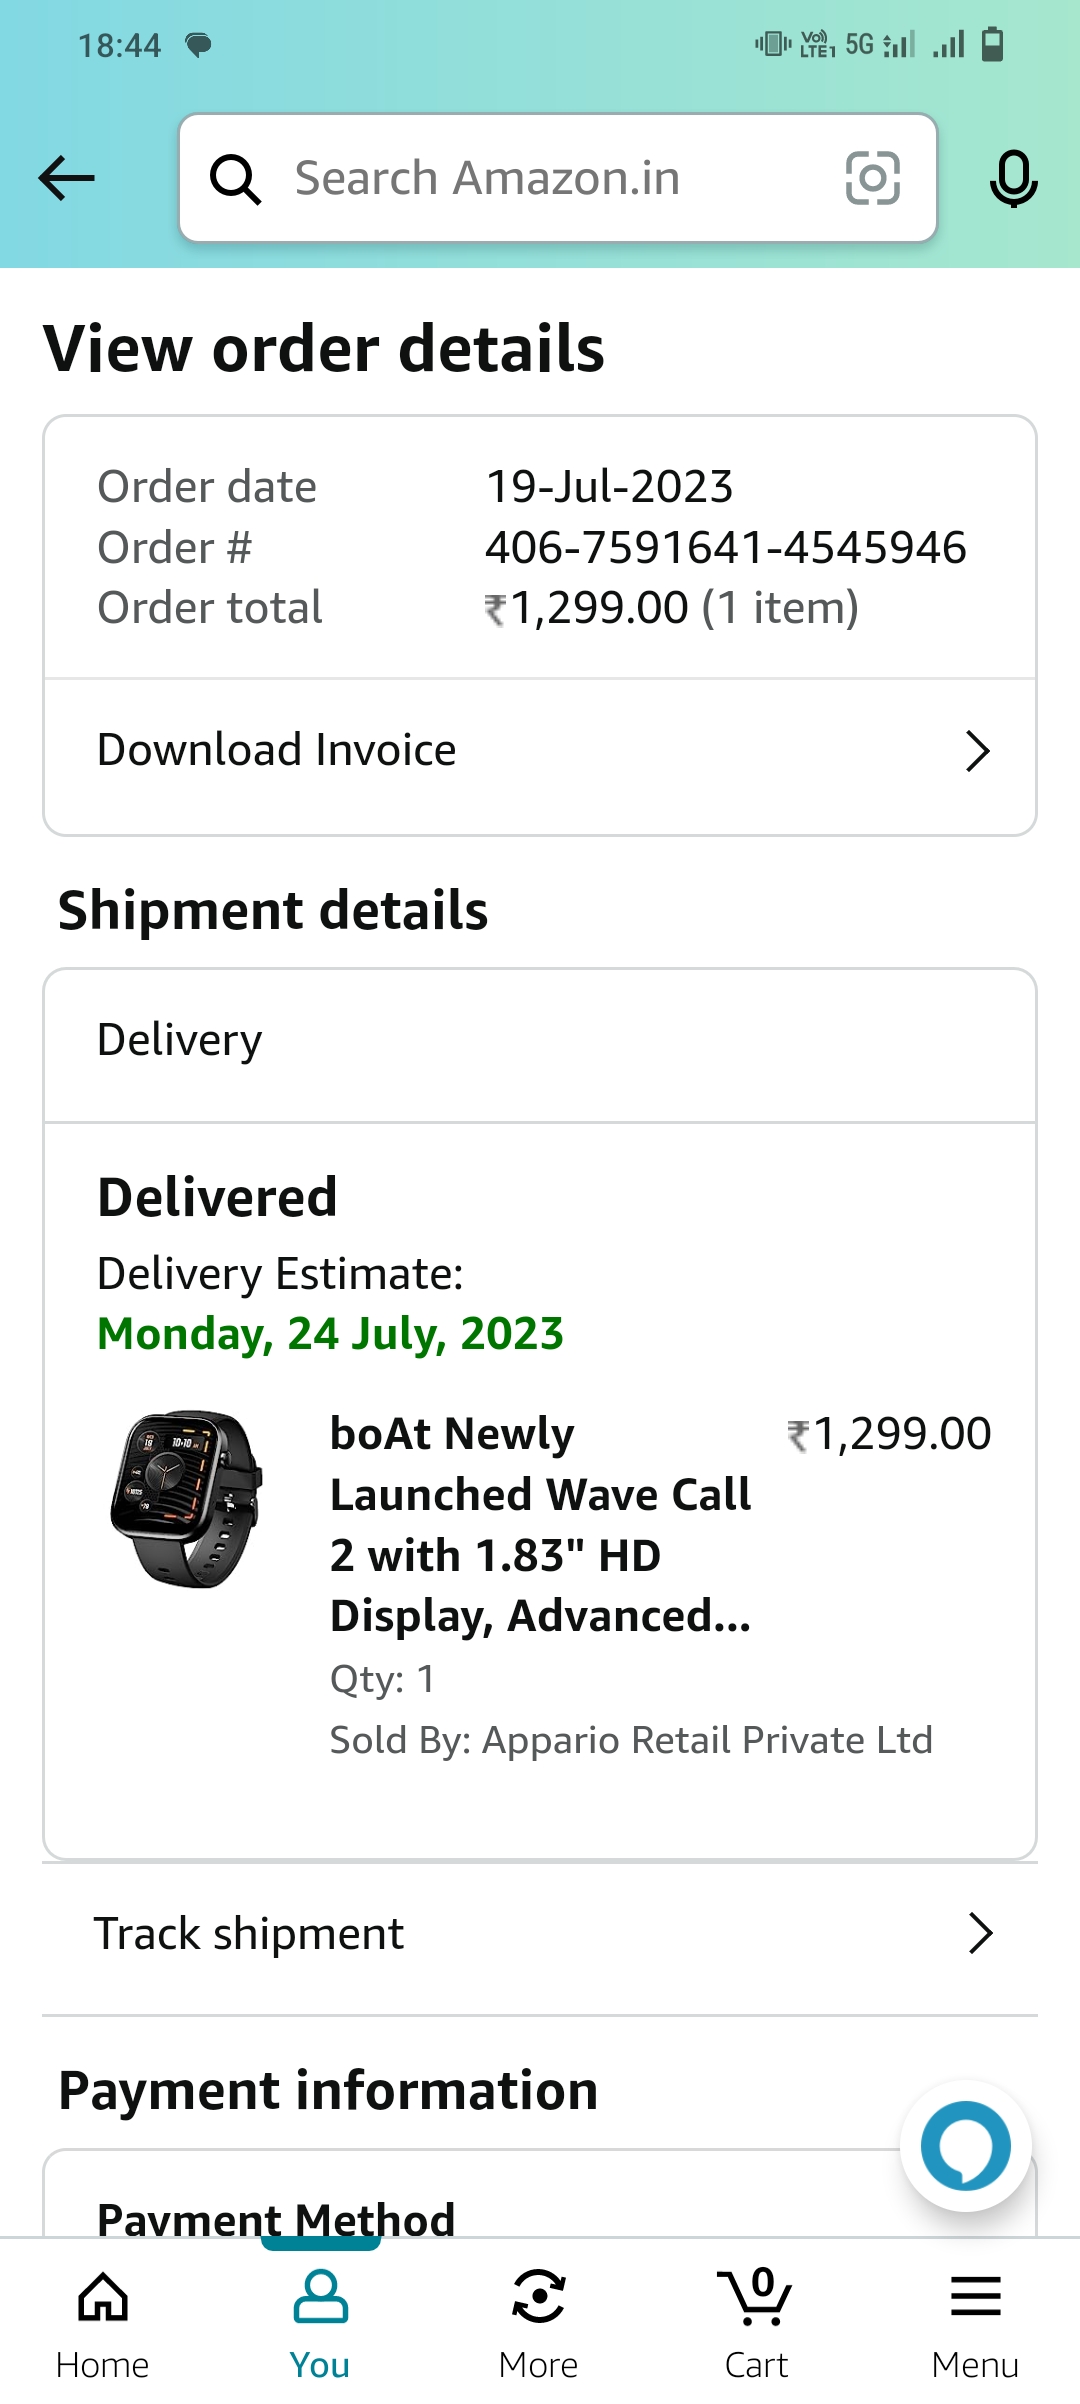 18:44
Vo)) LTE1 5G
Search Amazon.in
View order details
Order date 19-Jul-2023
Order # 406-7591641-4545946
Order total ₹1,299.00 (1 item)
Download Invoice
Shipment details
Delivery
Delivered
Delivery Estimate:
Monday, 24 July, 2023
boAt Newly ₹1,299.00
Launched Wave Call
2 with 1.83" HD
Display, Advanced...
Qty: 1
Sold By: Appario Retail Private Ltd
Track shipment
Payment information
Payment Method
0
Home You More Cart Menu